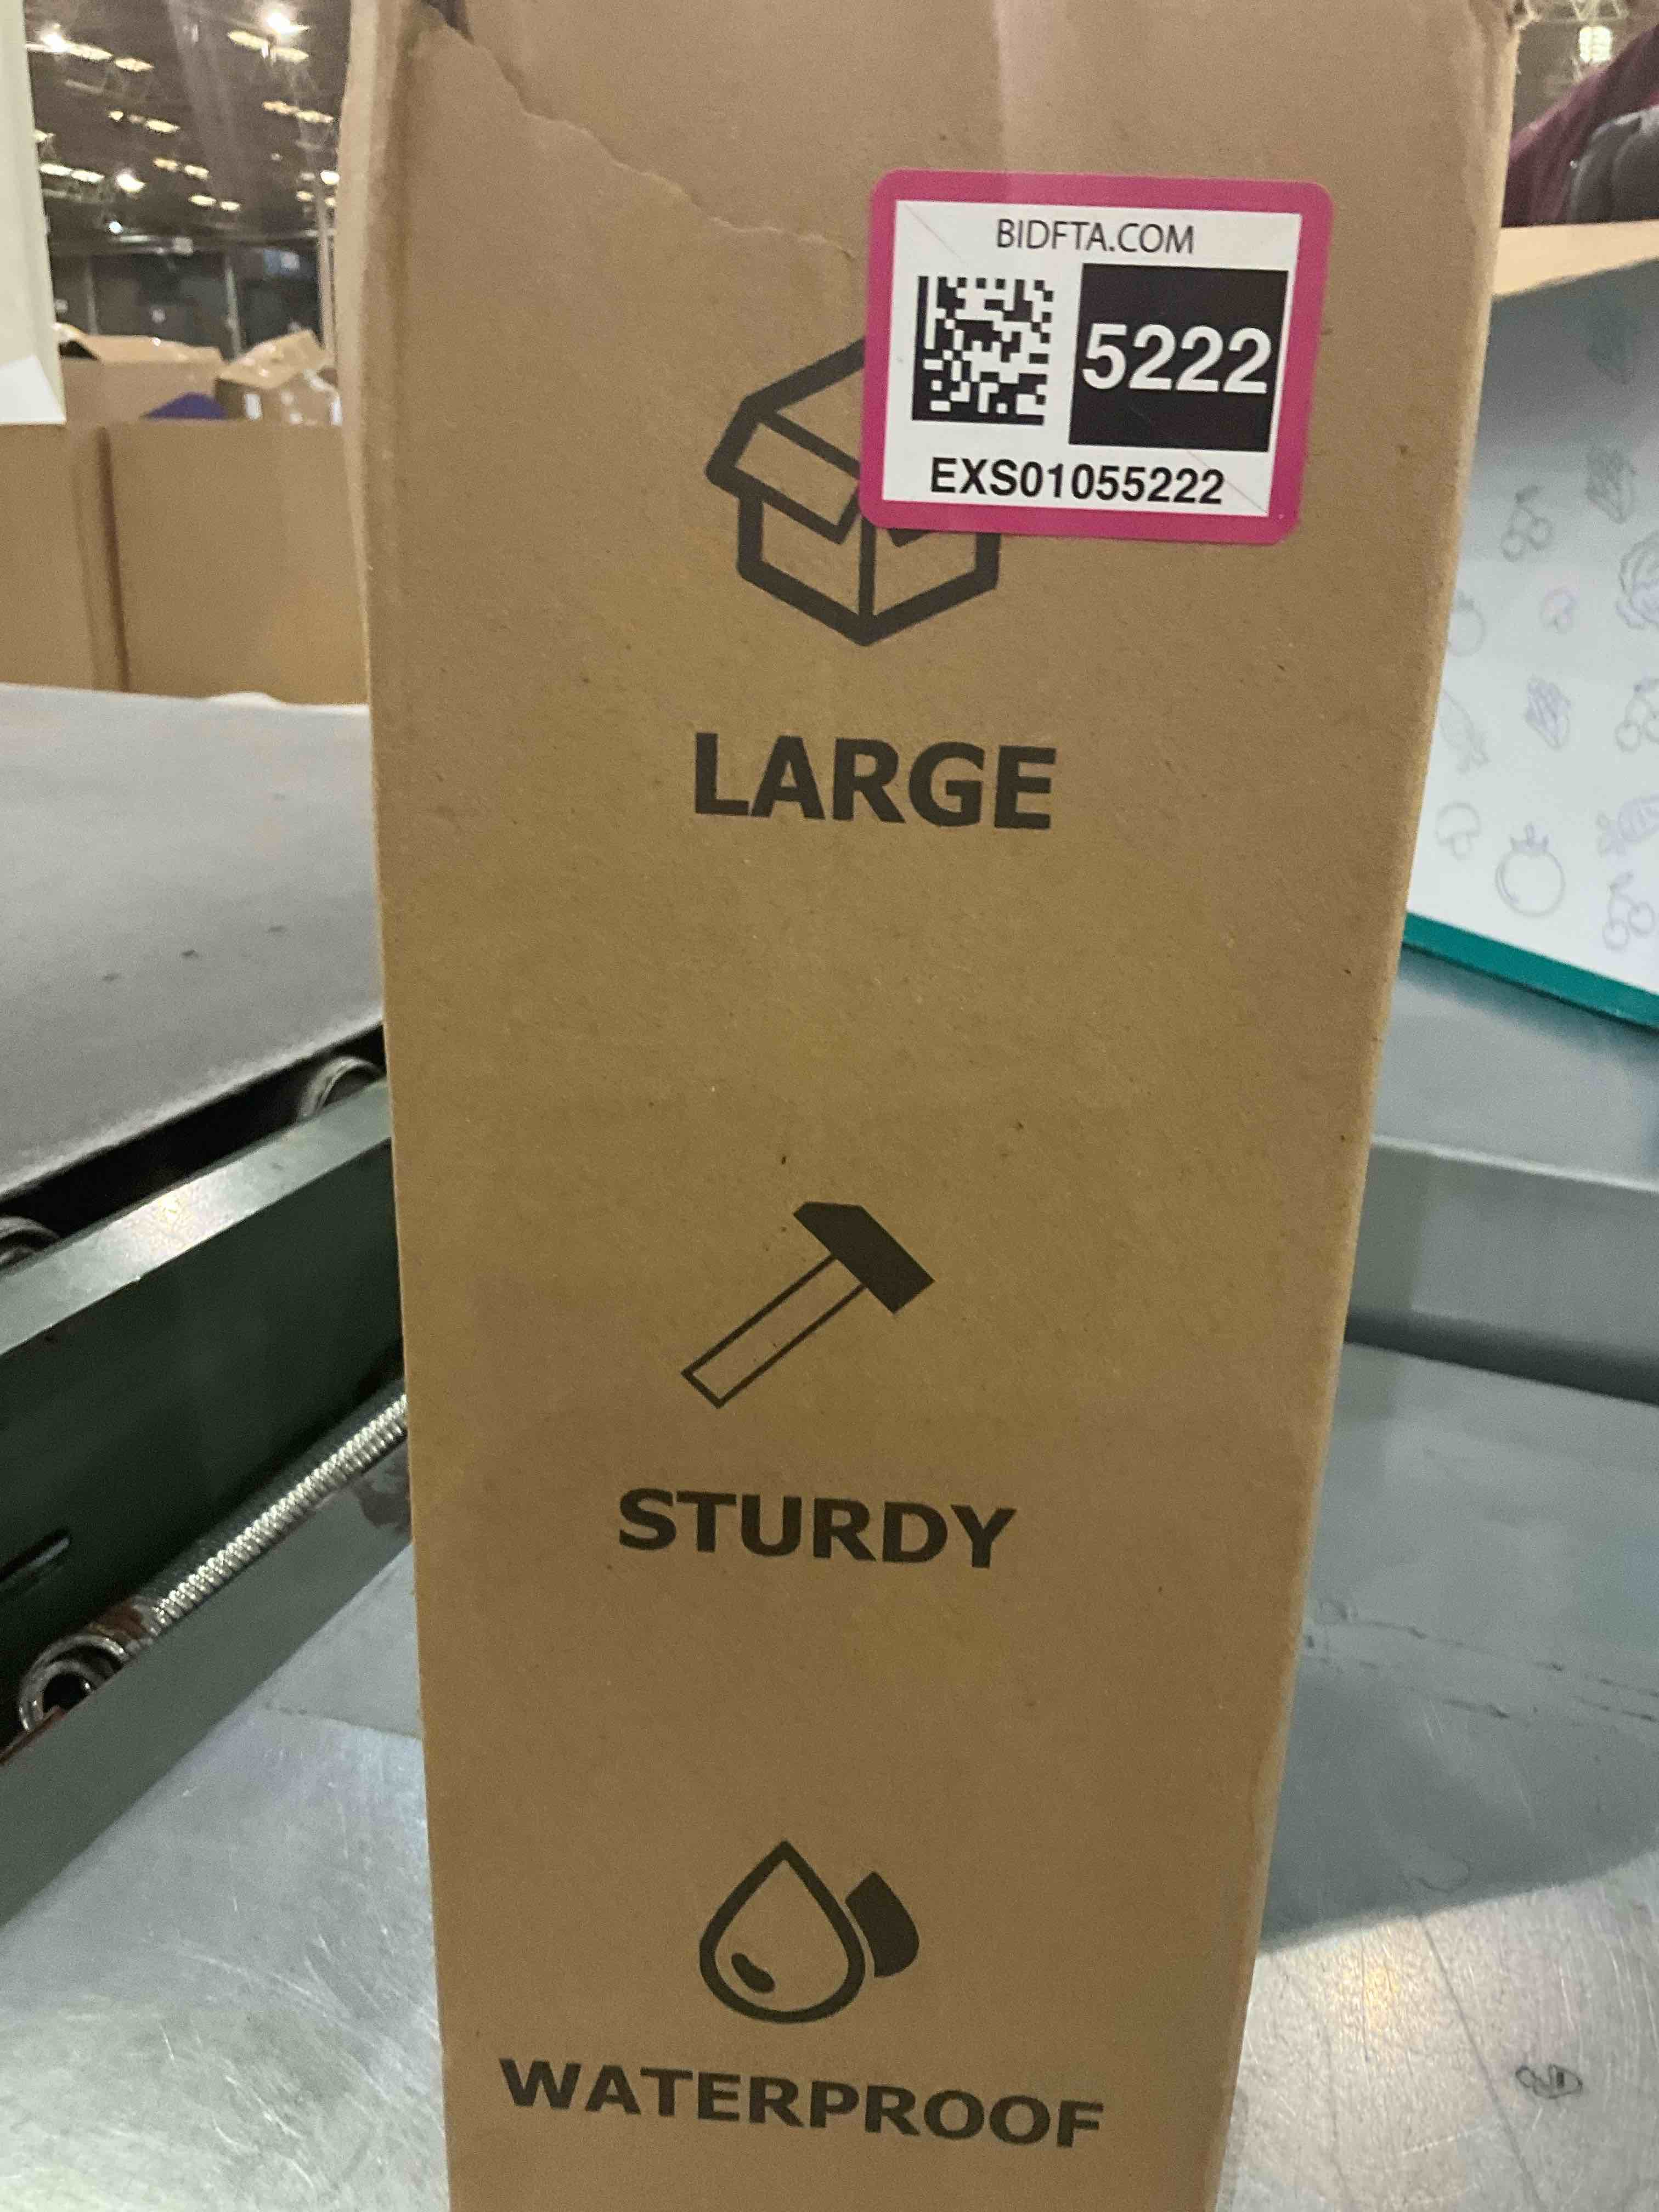 BIDFTA.COM
5222
EXS01055222
LARGE
STURDY
WATERPROOF